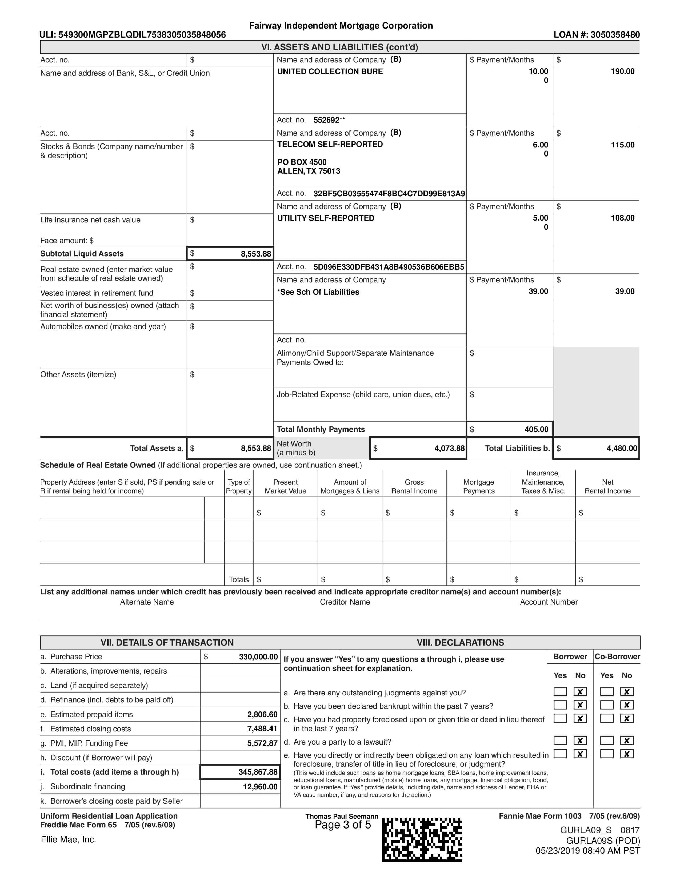 Fairway Independent Mortgage Corporation
ULI: 549300MGPZBLQDIL7538305035848056
LOAN #: 3050358480
VI. ASSETS AND LIABILITIES (cont'd)
Acct. no. $
Name and address of Company (B) $ Payment/Months $
Name and address of Bank, S&L, or Credit Union
UNITED COLLECTION BURE 10.00 190.00
0
Acct. no. 552692**
Acct. no. $
Name and address of Company (B) $ Payment/Months $
Stocks & Bonds (Company name/number $
& description)
TELECOM SELF-REPORTED 6.00 115.00
0
PO BOX 4500
ALLEN, TX 75013
Acct. no. 32BF5CB03555474F8BC4C7DD99E813A9
Name and address of Company (B) $ Payment/Months $
Life insurance net cash value $
UTILITY SELF-REPORTED 5.00 108.00
0
Face amount: $
Subtotal Liquid Assets $ 8,553.88
Acct. no. 5D096E330DFB431A8B490536B606EBB5
Real estate owned (enter market value $
from schedule of real estate owned)
Name and address of Company $ Payment/Months $
Vested interest in retirement fund $
*See Sch Of Liabilities 39.00 39.00
Net worth of business(es) owned (attach $
financial statement)
Automobiles owned (make and year) $
Acct. no.
Alimony/Child Support/Separate Maintenance $
Payments Owed to:
Other Assets (itemize) $
Job-Related Expense (child care, union dues, etc.) $
Total Monthly Payments $ 405.00
Total Assets a. $ 8,553.88 Net Worth $ 4,073.88 Total Liabilities b. $ 4,480.00
(a minus b)
Schedule of Real Estate Owned (If additional properties are owned, use continuation sheet.)
Property Address (enter S if sold, PS if pending sale or
R if rental being held for income)
Type of
Property
Present
Market Value
Amount of
Mortgages & Liens
Gross
Rental Income
Mortgage
Payments
Insurance,
Maintenance,
Taxes & Misc.
Net
Rental Income
$ $ $ $ $ $
Totals $ $ $ $ $ $
List any additional names under which credit has previously been received and indicate appropriate creditor name(s) and account number(s):
Alternate Name Creditor Name Account Number
VII. DETAILS OF TRANSACTION
a. Purchase Price $ 330,000.00
b. Alterations, improvements, repairs
c. Land (if acquired separately)
d. Refinance (incl. debts to be paid off)
e. Estimated prepaid items 2,806.60
f. Estimated closing costs 7,488.41
g. PMI, MIP, Funding Fee 5,572.87
h. Discount (if Borrower will pay)
i. Total costs (add items a through h) 345,867.88
j. Subordinate financing 12,960.00
k. Borrower's closing costs paid by Seller
VIII. DECLARATIONS
If you answer "Yes" to any questions a through i, please use
continuation sheet for explanation.
Borrower Co-Borrower
Yes No Yes No
a. Are there any outstanding judgments against you? X X
b. Have you been declared bankrupt within the past 7 years? X X
c. Have you had property foreclosed upon or given title or deed in lieu thereof X X
in the last 7 years?
d. Are you a party to a lawsuit? X X
e. Have you directly or indirectly been obligated on any loan which resulted in X X
foreclosure, transfer of title in lieu of foreclosure, or judgment?
(This would include such loans as home mortgage loans, SBA loans, home improvement loans,
educational loans, manufactured (mobile) home loans, any mortgage, financial obligation, bond,
or loan guarantee. If "Yes" provide details, including date, name and address of Lender, FHA or
VA case number, if any, and reasons for the action.)
Uniform Residential Loan Application
Freddie Mac Form 65 7/05 (rev.6/09)
Thomas Paul Seemann
Page 3 of 5
Fannie Mae Form 1003 7/05 (rev.6/09)
Ellie Mae, Inc.
GURLA09_S 0817
GURLA09S (POD)
05/23/2019 08:40 AM PST